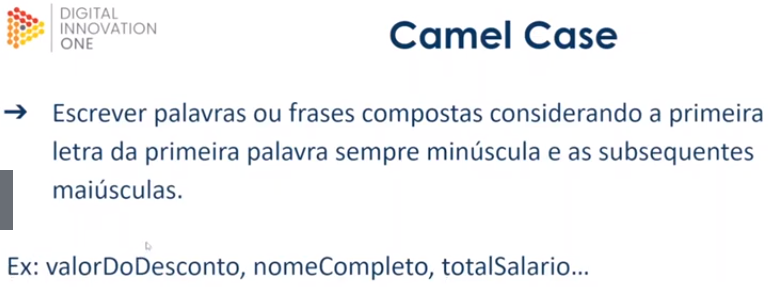 DIGITAL
INNOVATION
ONE
Camel Case
➔ Escrever palavras ou frases compostas considerando a primeira
letra da primeira palavra sempre minúscula e as subsequentes
maiúsculas.
Ex: valorDoDesconto, nomeCompleto, totalSalario...